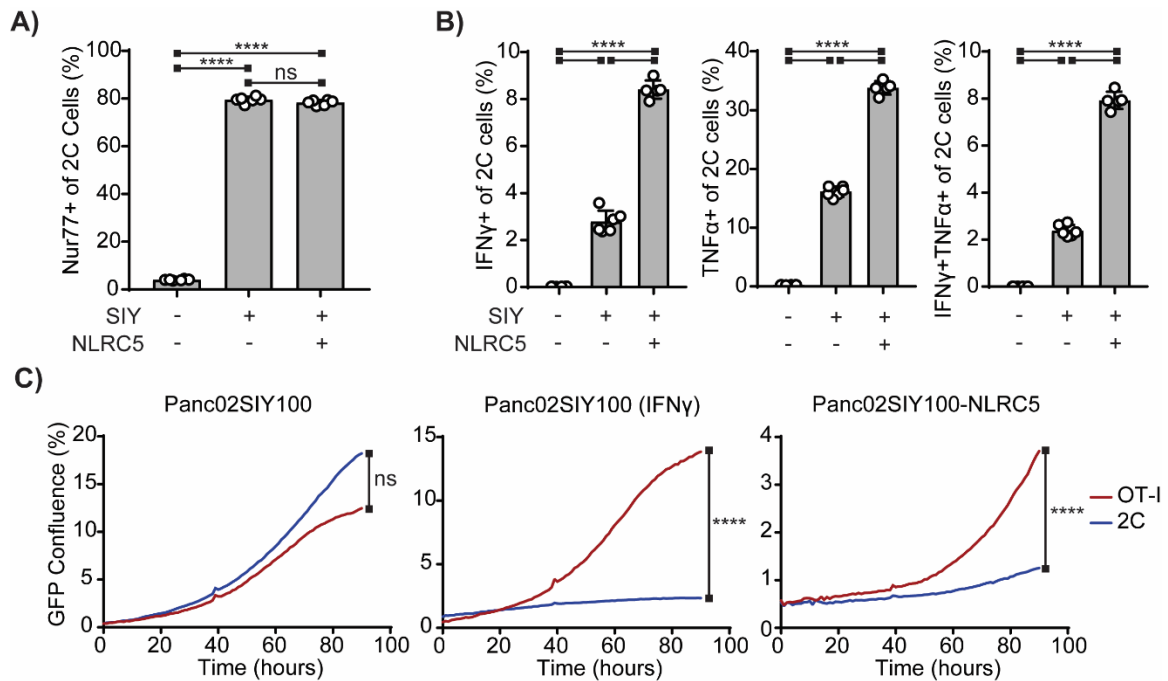 A)
****
****
ns
Nur77+ of 2C Cells (%)
100
80
60
40
20
0
SIY - + +
NLRC5 - - +
B)
****
IFNγ+ of 2C cells (%)
10
8
6
4
2
0
SIY - + +
NLRC5 - - +
****
TNFα+ of 2C cells (%)
40
30
20
10
0
- + +
- - +
****
IFNγ+TNFα+ of 2C cells (%)
10
8
6
4
2
0
- + +
- - +
C)
Panc02SIY100
GFP Confluence (%)
20
15
10
5
0
ns
0 20 40 60 80 100
Time (hours)
Panc02SIY100 (IFNγ)
15
10
5
0
****
0 20 40 60 80 100
Time (hours)
Panc02SIY100-NLRC5
4
3
2
1
0
****
0 20 40 60 80 100
Time (hours)
OT-I
2C